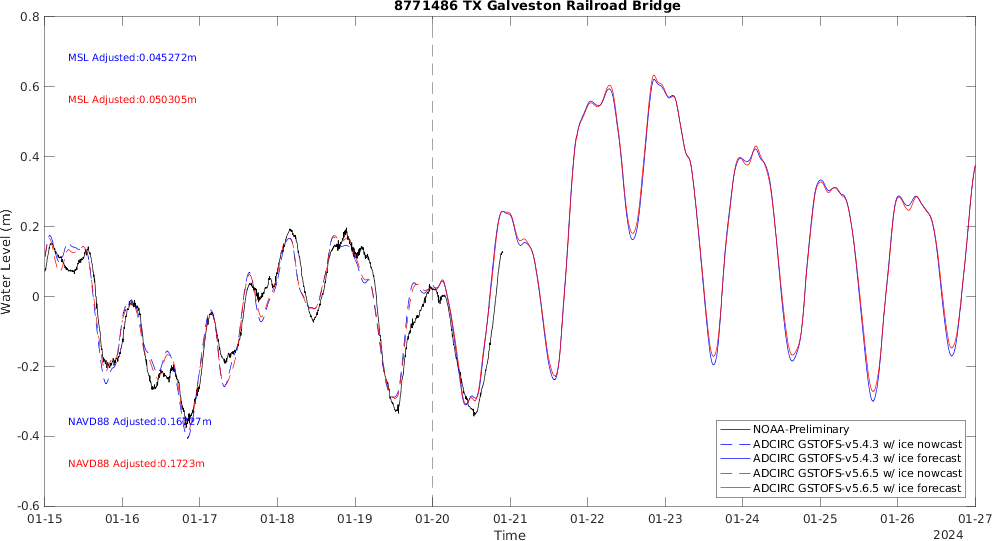 8771486 TX Galveston Railroad Bridge
0.8
0.6
0.4
0.2
0
-0.2
-0.4
-0.6
Water Level (m)
MSL Adjusted:0.045272m
MSL Adjusted:0.050305m
NAVD88
NAVD88 Adjusted:0.1723m
NOAA-Preliminary
ADCIRC GSTOFS-v5.4.3 w/ ice nowcast
ADCIRC GSTOFS-v5.4.3 w/ ice forecast
ADCIRC GSTOFS-v5.6.5 w/ ice nowcast
ADCIRC GSTOFS-v5.6.5 w/ ice forecast
01-15 01-16 01-17 01-18 01-19 01-20 01-21 01-22 01-23 01-24 01-25 01-26 01-27
Time
2024